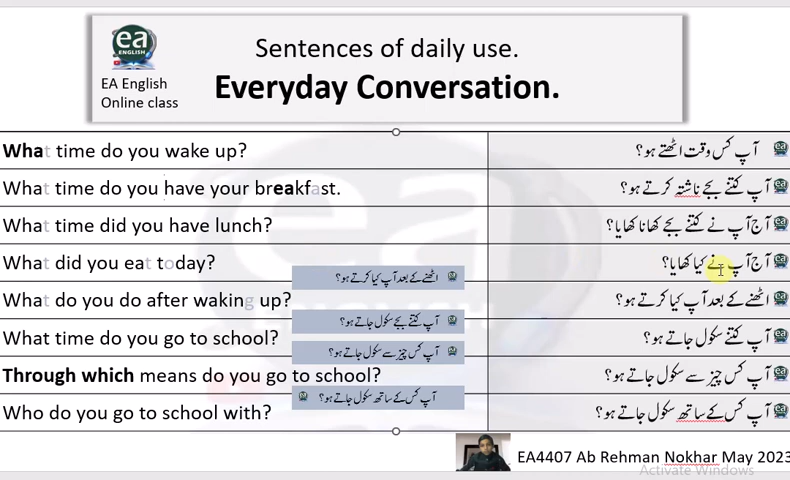 ea
ENGLISH
EA English
Online class
Sentences of daily use.
Everyday Conversation.
What time do you wake up?
آپ کس وقت اٹھتے ہو؟
What time do you have your breakfast.
آپ کتنے بجے ناشتہ کرتے ہو؟
What time did you have lunch?
آج آپ نے کتنے بجے کھانا کھایا؟
What did you eat today?
آج آپ نے کیا کھایا؟
اٹھنے کے بعد آپ کیا کرتے ہو؟
What do you do after waking up?
اٹھنے کے بعد آپ کیا کرتے ہو؟
آپ کتنے بجے سکول جاتے ہو؟
What time do you go to school?
آپ کتنے سکول جاتے ہو؟
آپ کس چیز سے سکول جاتے ہو؟
Through which means do you go to school?
آپ کس چیز سے سکول جاتے ہو؟
آپ کس کے ساتھ سکول جاتے ہو؟
Who do you go to school with?
آپ کس کے ساتھ سکول جاتے ہو؟
EA4407 Ab Rehman Nokhar May 2023
Activate Windows